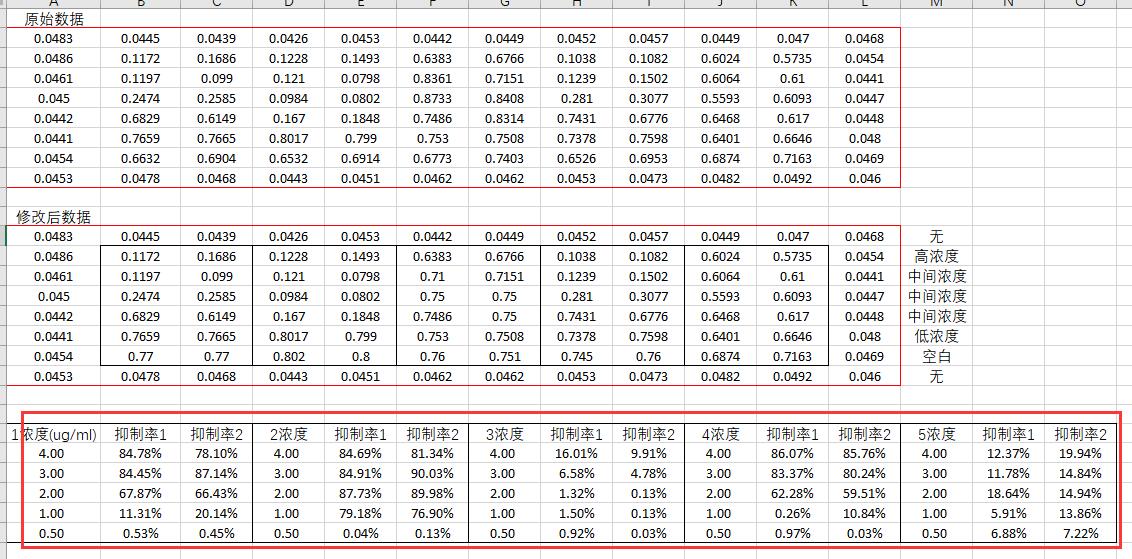 A B C D E F G H I J K L M N O
原始数据
0.0483 0.0445 0.0439 0.0426 0.0453 0.0442 0.0449 0.0452 0.0457 0.0449 0.047 0.0468
0.0486 0.1172 0.1686 0.1228 0.1493 0.6383 0.6766 0.1038 0.1082 0.6024 0.5735 0.0454
0.0461 0.1197 0.099 0.121 0.0798 0.8361 0.7151 0.1239 0.1502 0.6064 0.61 0.0441
0.045 0.2474 0.2585 0.0984 0.0802 0.8733 0.8408 0.281 0.3077 0.5593 0.6093 0.0447
0.0442 0.6829 0.6149 0.167 0.1848 0.7486 0.8314 0.7431 0.6776 0.6468 0.617 0.0448
0.0441 0.7659 0.7665 0.8017 0.799 0.753 0.7508 0.7378 0.7598 0.6401 0.6646 0.048
0.0454 0.6632 0.6904 0.6532 0.6914 0.6773 0.7403 0.6526 0.6953 0.6874 0.7163 0.0469
0.0453 0.0478 0.0468 0.0443 0.0451 0.0462 0.0462 0.0453 0.0473 0.0482 0.0492 0.046
修改后数据
0.0483 0.0445 0.0439 0.0426 0.0453 0.0442 0.0449 0.0452 0.0457 0.0449 0.047 0.0468 无
0.0486 0.1172 0.1686 0.1228 0.1493 0.6383 0.6766 0.1038 0.1082 0.6024 0.5735 0.0454 高浓度
0.0461 0.1197 0.099 0.121 0.0798 0.71 0.7151 0.1239 0.1502 0.6064 0.61 0.0441 中间浓度
0.045 0.2474 0.2585 0.0984 0.0802 0.75 0.75 0.281 0.3077 0.5593 0.6093 0.0447 中间浓度
0.0442 0.6829 0.6149 0.167 0.1848 0.7486 0.75 0.7431 0.6776 0.6468 0.617 0.0448 中间浓度
0.0441 0.7659 0.7665 0.8017 0.799 0.753 0.7508 0.7378 0.7598 0.6401 0.6646 0.048 低浓度
0.0454 0.77 0.77 0.802 0.8 0.76 0.751 0.745 0.76 0.6874 0.7163 0.0469 空白
0.0453 0.0478 0.0468 0.0443 0.0451 0.0462 0.0462 0.0453 0.0473 0.0482 0.0492 0.046 无
1浓度(ug/ml) 抑制率1 抑制率2 2浓度 抑制率1 抑制率2 3浓度 抑制率1 抑制率2 4浓度 抑制率1 抑制率2 5浓度 抑制率1 抑制率2
4.00 84.78% 78.10% 4.00 84.69% 81.34% 4.00 16.01% 9.91% 4.00 86.07% 85.76% 4.00 12.37% 19.94%
3.00 84.45% 87.14% 3.00 84.91% 90.03% 3.00 6.58% 4.78% 3.00 83.37% 80.24% 3.00 11.78% 14.84%
2.00 67.87% 66.43% 2.00 87.73% 89.98% 2.00 1.32% 0.13% 2.00 62.28% 59.51% 2.00 18.64% 14.94%
1.00 11.31% 20.14% 1.00 79.18% 76.90% 1.00 1.50% 0.13% 1.00 0.26% 10.84% 1.00 5.91% 13.86%
0.50 0.53% 0.45% 0.50 0.04% 0.13% 0.50 0.92% 0.03% 0.50 0.97% 0.03% 0.50 6.88% 7.22%